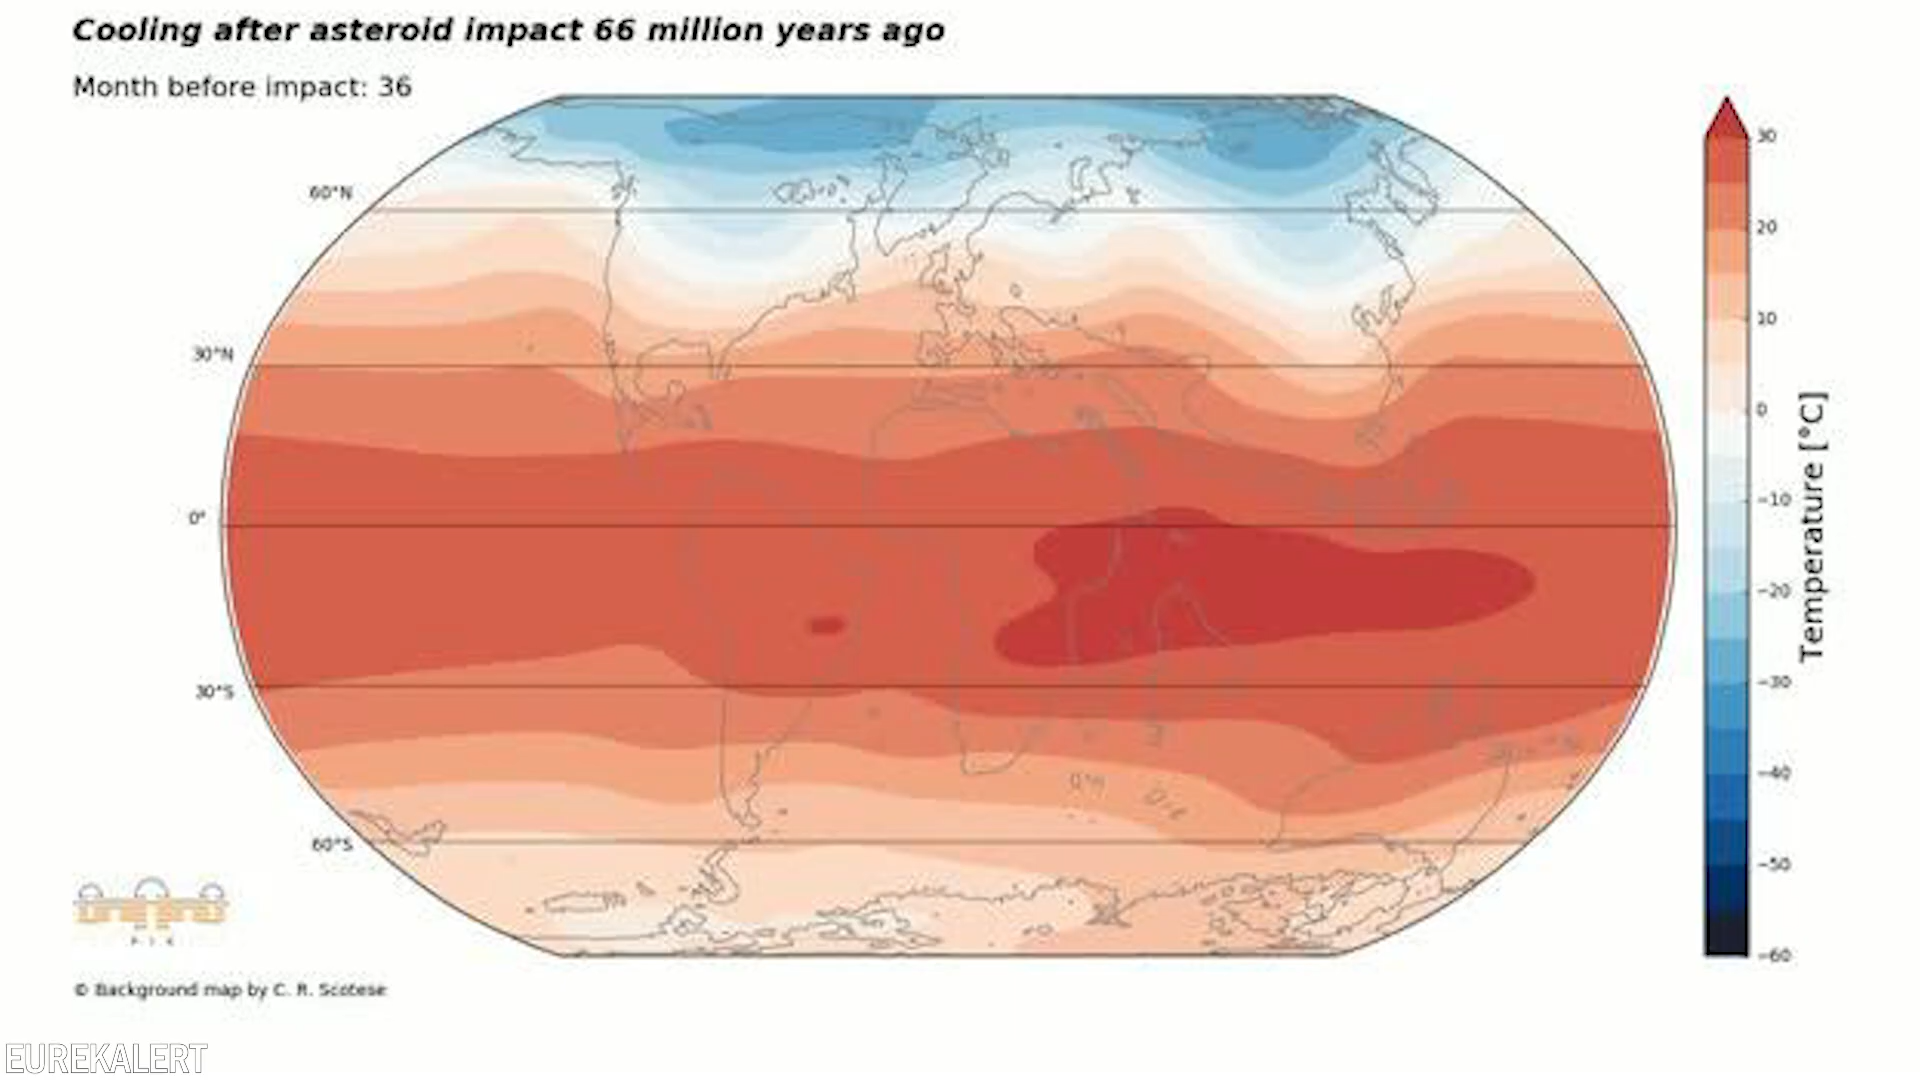 Cooling after asteroid impact 66 million years ago
Month before impact: 36
60°N
30°N
0°
30°S
60°S
30
20
10
0
−10
−20
−30
−40
−50
−60
Temperature [°C]
P I K
© Background map by C. R. Scotese
EUREKALERT